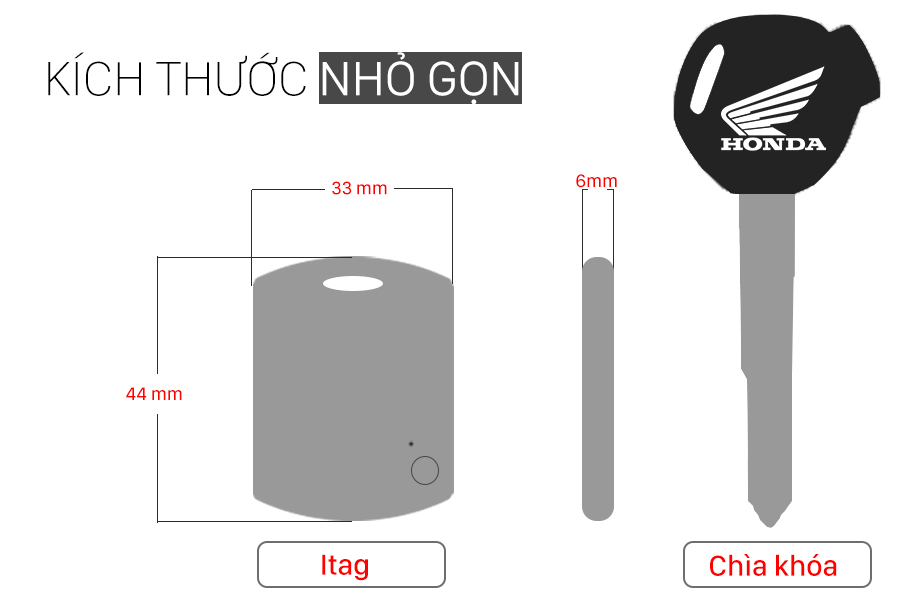 KÍCH THƯỚC NHỎ GỌN
33 mm
6mm
HONDA
44 mm
Itag
Chìa khóa